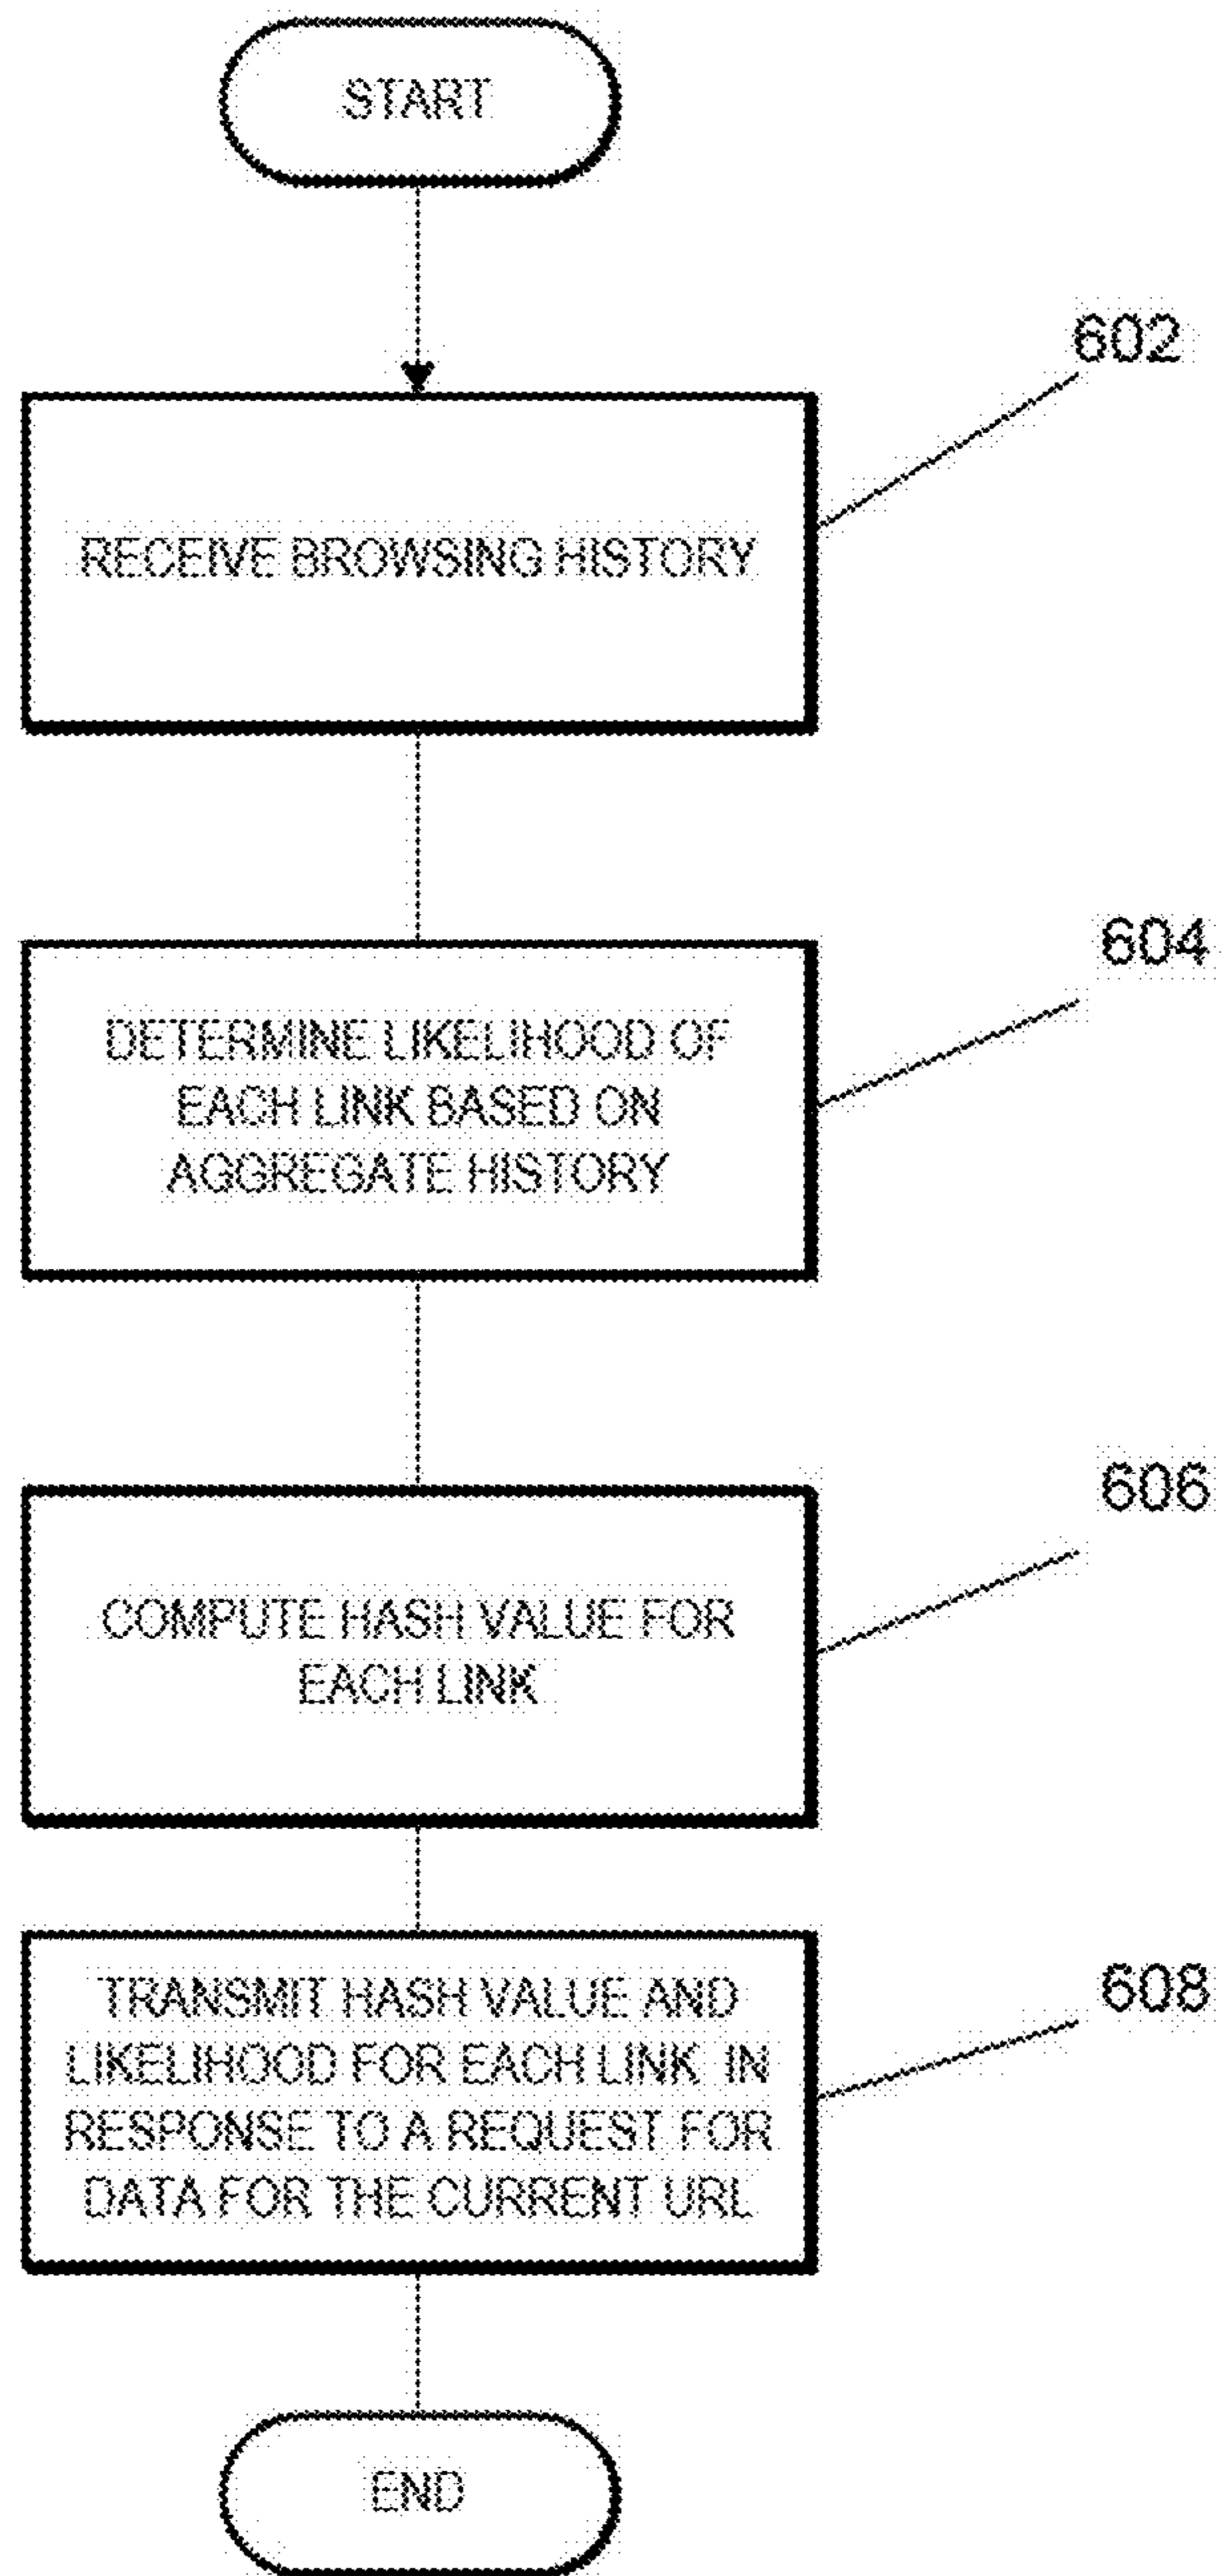 START
602
RECEIVE BROWSING HISTORY
604
DETERMINE LIKELIHOOD OF
EACH LINK BASED ON
AGGREGATE HISTORY
606
COMPUTE HASH VALUE FOR
EACH LINK
608
TRANSMIT HASH VALUE AND
LIKELIHOOD FOR EACH LINK IN
RESPONSE TO A REQUEST FOR
DATA FOR THE CURRENT URL
END